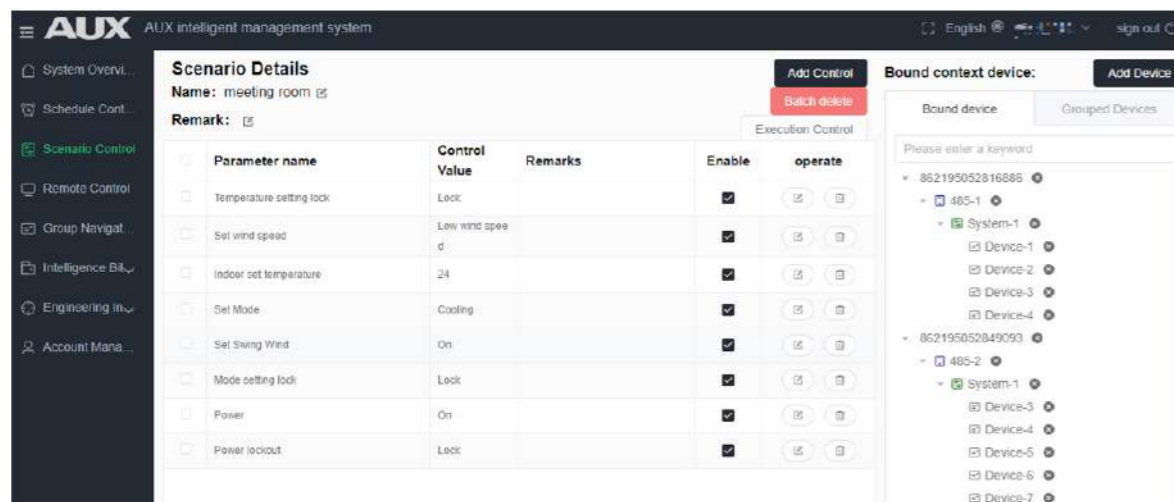 AUX AUX intelligent management system
English
sign out
System Overvi...
Schedule Cont...
Scenario Control
Remote Control
Group Navigat...
Intelligence Bil...
Engineering In...
Account Mana...
Scenario Details
Name: meeting room
Remark:
Add Control
Batch delete
Execution Control
Parameter name Control Value Remarks Enable operate
Temperature setting lock Lock
Set wind speed Low wind spee
d
Indoor set temperature 24
Set Mode Cooling
Set Swing Wind On
Mode setting lock Lock
Power On
Power lockout Lock
Bound context device: Add Device
Bound device Grouped Devices
Please enter a keyword
862195052816886
485-1
System-1
Device-1
Device-2
Device-3
Device-4
862195052849093
485-2
System-1
Device-3
Device-4
Device-5
Device-6
Device-7